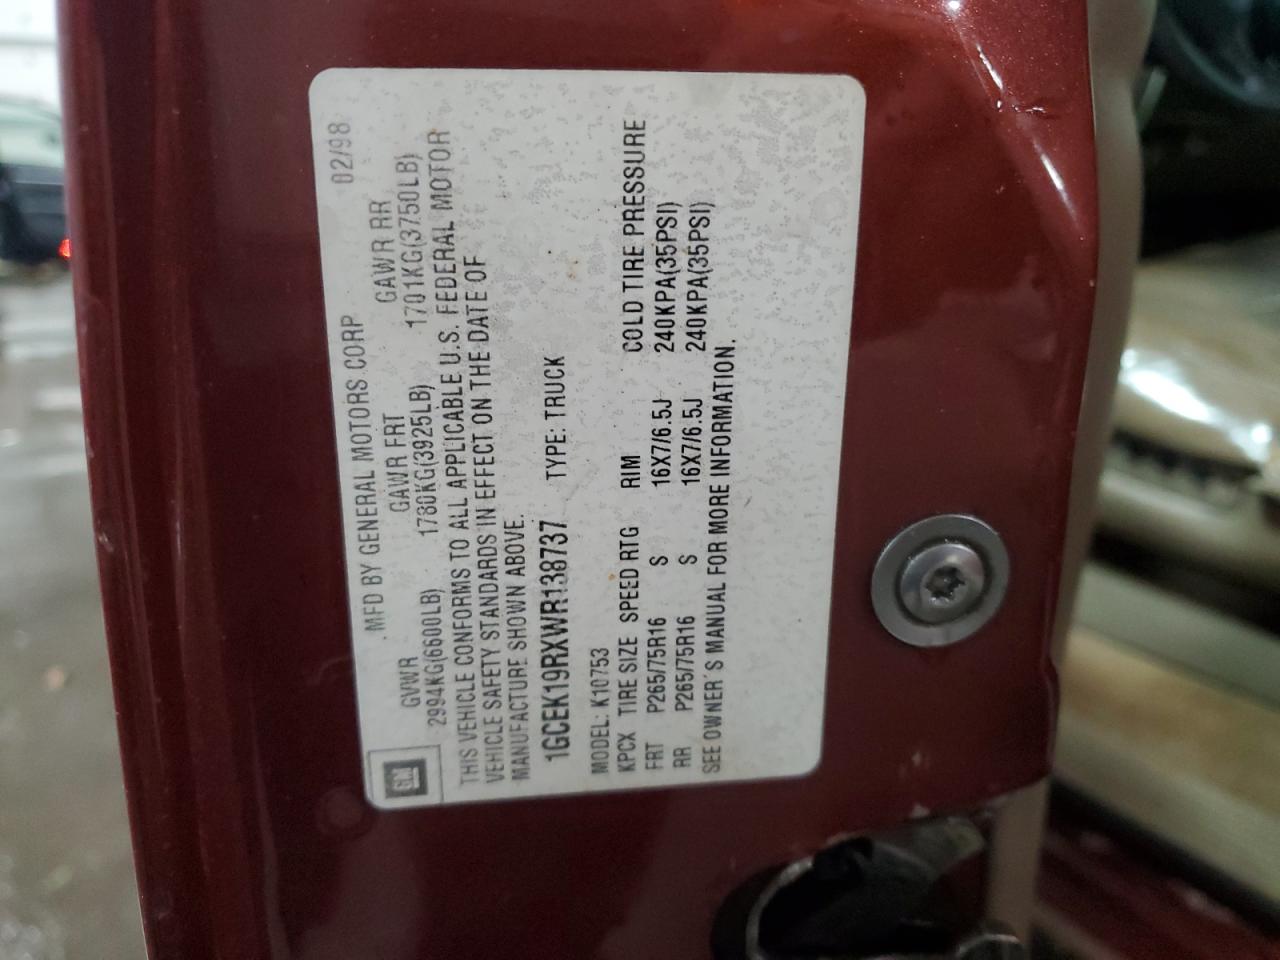 GM
MFD BY GENERAL MOTORS CORP 02/98
GVWR GAWR FRT GAWR RR
2994KG(6600LB) 1780KG(3925LB) 1701KG(3750LB)
THIS VEHICLE CONFORMS TO ALL APPLICABLE U.S. FEDERAL MOTOR
VEHICLE SAFETY STANDARDS IN EFFECT ON THE DATE OF
MANUFACTURE SHOWN ABOVE.
1GCEK19RXWR138737 TYPE: TRUCK
MODEL: K10753
KPCX TIRE SIZE SPEED RTG RIM COLD TIRE PRESSURE
FRT P265/75R16 S 16X7/6.5J 240KPA(35PSI)
RR P265/75R16 S 16X7/6.5J 240KPA(35PSI)
SEE OWNER'S MANUAL FOR MORE INFORMATION.